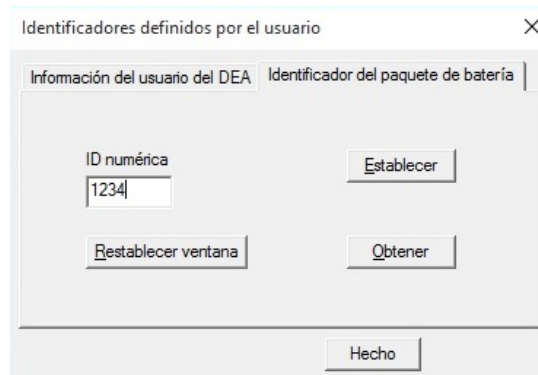 Identificadores definidos por el usuario
Información del usuario del DEA
Identificador del paquete de batería
ID numérica
1234
Establecer
Restablecer ventana
Obtener
Hecho